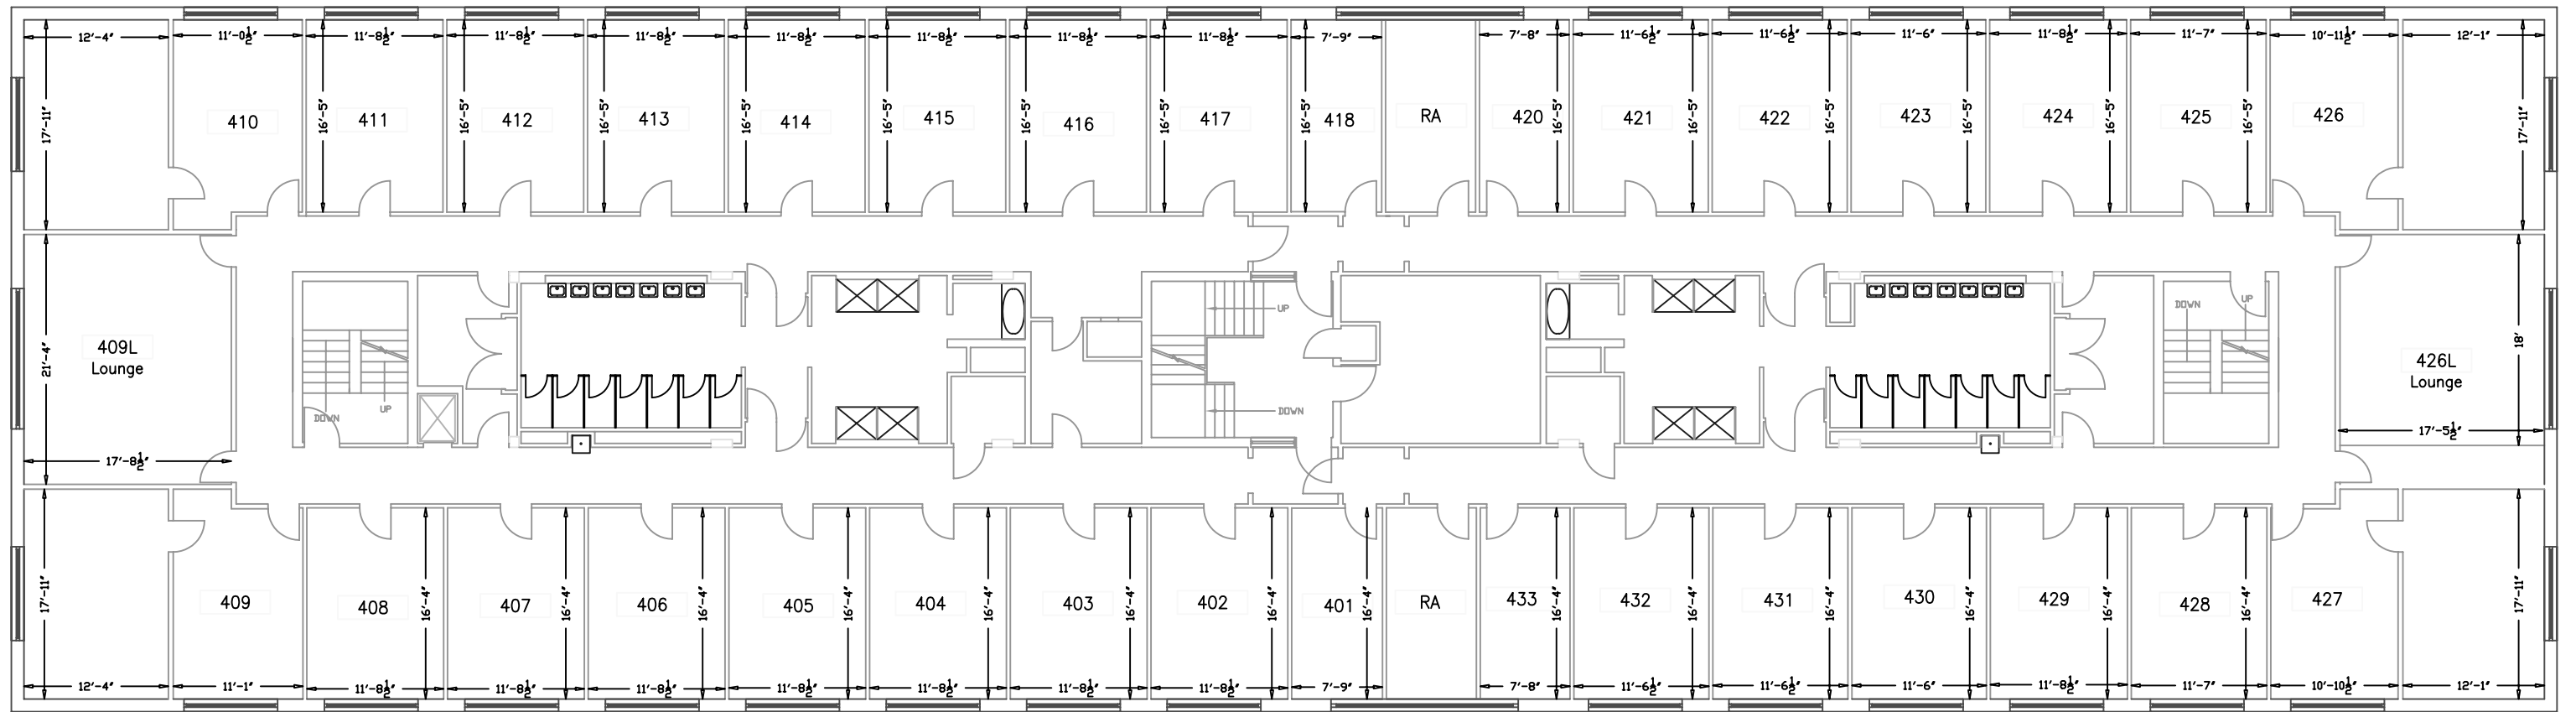 12'-4" 11'-0½" 11'-8½" 11'-8½" 11'-8½" 11'-8½" 11'-8½" 11'-8½" 11'-8½" 7'-9" 7'-8" 11'-6½" 11'-6½" 11'-6" 11'-8½" 11'-7" 10'-11½" 12'-1"
17'-11" 16'-5" 16'-5" 16'-5" 16'-5" 16'-5" 16'-5" 16'-5" 16'-5" 16'-5" 16'-5" 16'-5" 16'-5" 16'-5" 16'-5" 17'-11"
410 411 412 413 414 415 416 417 418 RA 420 421 422 423 424 425 426
UP DOWN UP
409L
Lounge
21'-4"
18'
426L
Lounge
DOWN UP DOWN
17'-8½" 17'-5½"
17'-11" 16'-4" 16'-4" 16'-4" 16'-4" 16'-4" 16'-4" 16'-4" 16'-4" 16'-4" 16'-4" 16'-4" 16'-4" 16'-4" 16'-4" 17'-11"
409 408 407 406 405 404 403 402 401 RA 433 432 431 430 429 428 427
12'-4" 11'-1" 11'-8½" 11'-8½" 11'-8½" 11'-8½" 11'-8½" 11'-8½" 11'-8½" 7'-9" 7'-8" 11'-6½" 11'-6½" 11'-6" 11'-8½" 11'-7" 10'-10½" 12'-1"